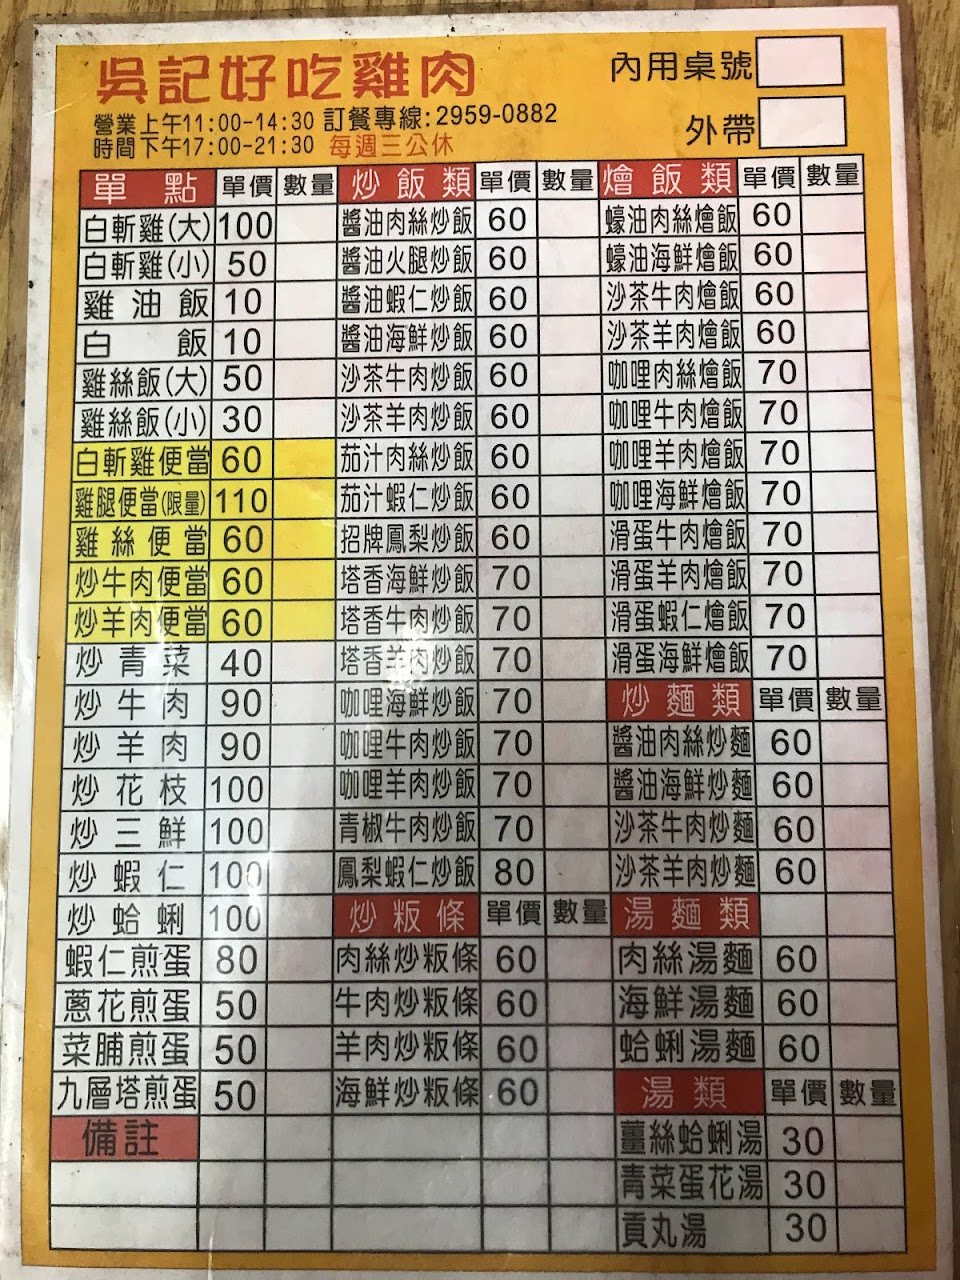 吳記好吃雞肉
內用桌號
營業上午11:00-14:30 訂餐專線:2959-0882
時間下午17:00-21:30 每週三公休
外帶
單點 單價 數量
白斬雞(大) 100
白斬雞(小) 50
雞油飯 10
白飯 10
雞絲飯(大) 50
雞絲飯(小) 30
白斬雞便當 60
雞腿便當(限量) 110
雞絲便當 60
炒牛肉便當 60
炒羊肉便當 60
炒青菜 40
炒牛肉 90
炒羊肉 90
炒花枝 100
炒三鮮 100
炒蝦仁 100
炒蛤蜊 100
蝦仁煎蛋 80
蔥花煎蛋 50
菜脯煎蛋 50
九層塔煎蛋 50
備註
炒飯類 單價 數量
醬油肉絲炒飯 60
醬油火腿炒飯 60
醬油蝦仁炒飯 60
醬油海鮮炒飯 60
沙茶牛肉炒飯 60
沙茶羊肉炒飯 60
茄汁肉絲炒飯 60
茄汁蝦仁炒飯 60
招牌鳳梨炒飯 60
塔香海鮮炒飯 70
塔香牛肉炒飯 70
塔香羊肉炒飯 70
咖哩海鮮炒飯 70
咖哩牛肉炒飯 70
咖哩羊肉炒飯 70
青椒牛肉炒飯 70
鳳梨蝦仁炒飯 80
炒粄條 單價 數量
肉絲炒粄條 60
牛肉炒粄條 60
羊肉炒粄條 60
海鮮炒粄條 60
燴飯類 單價 數量
蠔油肉絲燴飯 60
蠔油海鮮燴飯 60
沙茶牛肉燴飯 60
沙茶羊肉燴飯 60
咖哩肉絲燴飯 70
咖哩牛肉燴飯 70
咖哩羊肉燴飯 70
咖哩海鮮燴飯 70
滑蛋牛肉燴飯 70
滑蛋羊肉燴飯 70
滑蛋蝦仁燴飯 70
滑蛋海鮮燴飯 70
炒麵類 單價 數量
醬油肉絲炒麵 60
醬油海鮮炒麵 60
沙茶牛肉炒麵 60
沙茶羊肉炒麵 60
湯麵類
肉絲湯麵 60
海鮮湯麵 60
蛤蜊湯麵 60
湯類 單價 數量
薑絲蛤蜊湯 30
青菜蛋花湯 30
貢丸湯 30